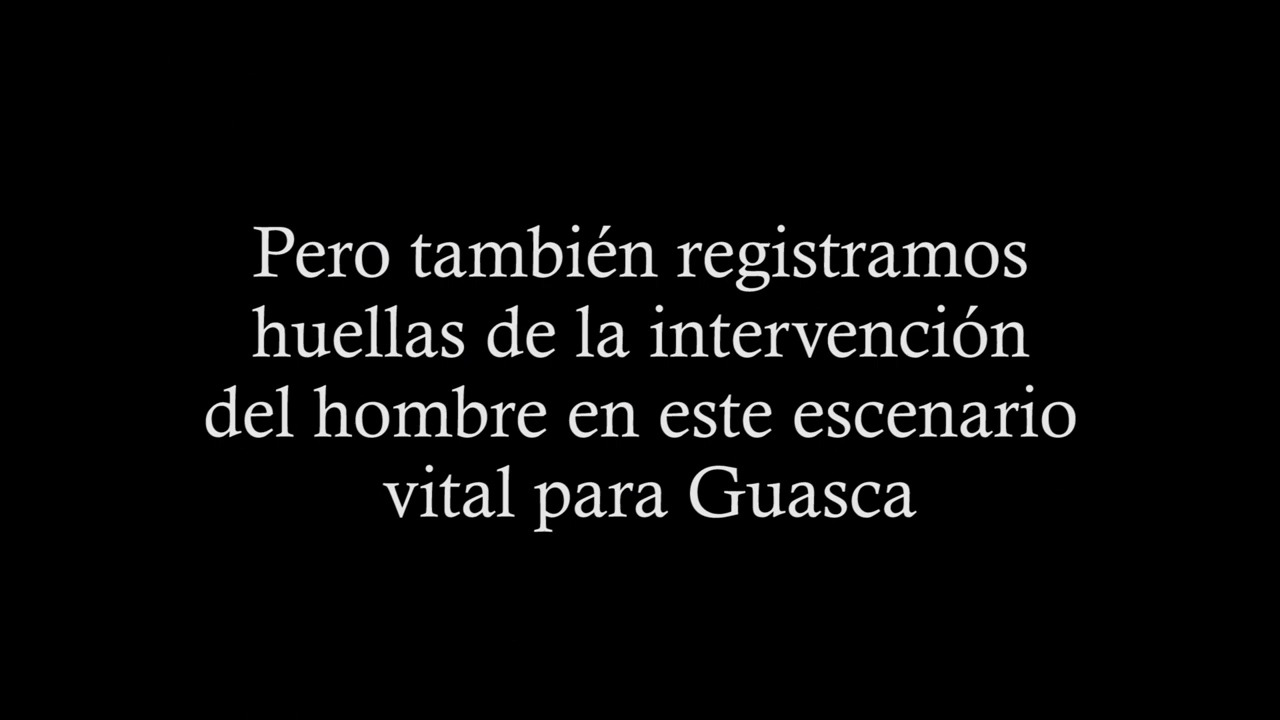 Pero también registramos
huellas de la intervención
del hombre en este escenario
vital para Guasca